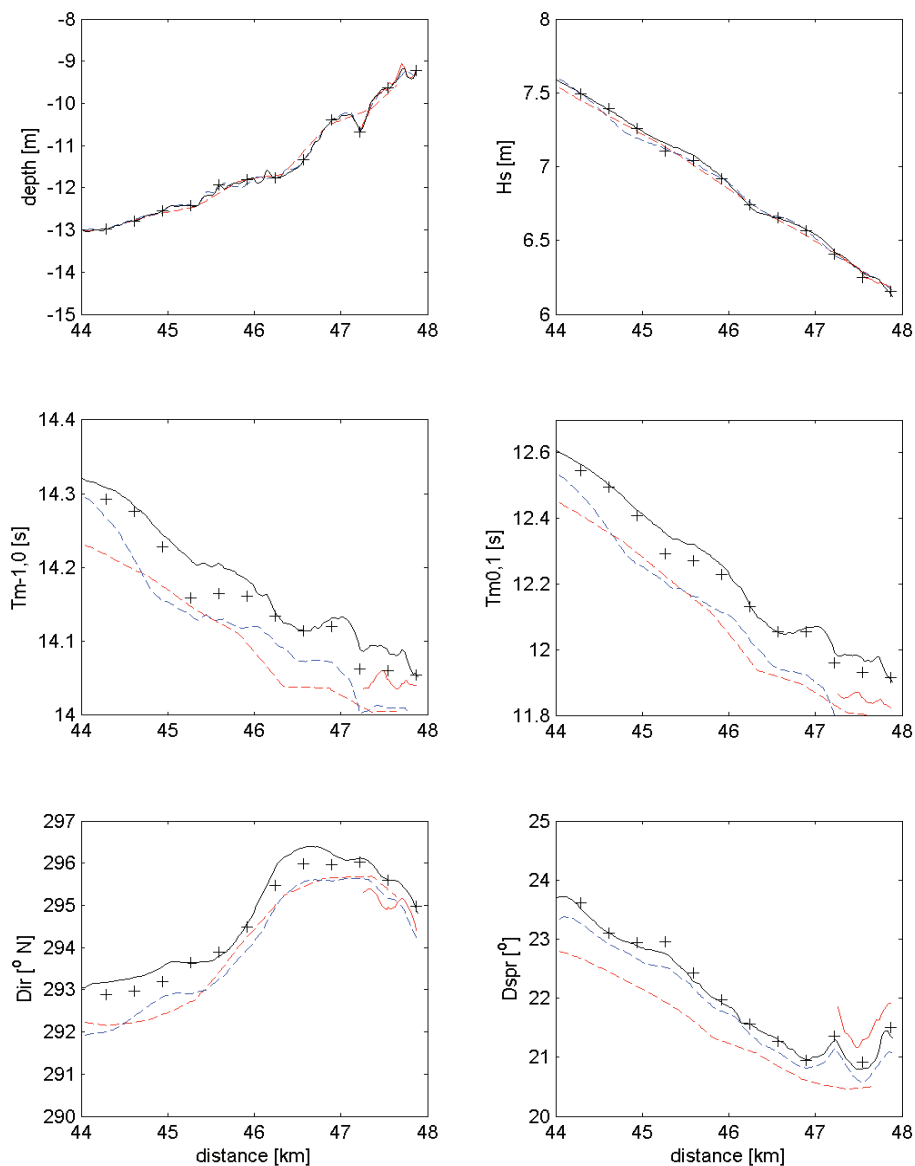 -8
-9
-10
-11
-12
-13
-14
-15
depth [m]
44 45 46 47 48
8
7.5
7
6.5
6
Hs [m]
44 45 46 47 48
14.4
14.3
14.2
14.1
14
Tm-1,0 [s]
44 45 46 47 48
12.6
12.4
12.2
12
11.8
Tm0,1 [s]
44 45 46 47 48
297
296
295
294
293
292
291
290
Dir [° N]
44 45 46 47 48
distance [km]
25
24
23
22
21
20
Dspr [°]
44 45 46 47 48
distance [km]